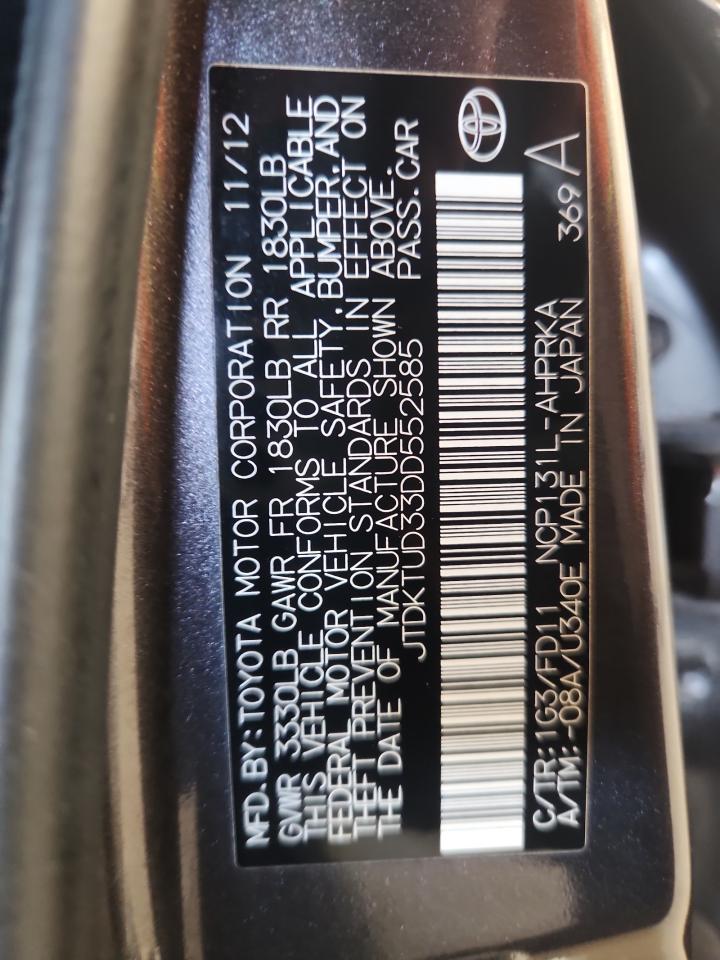 MFD.BY:TOYOTA MOTOR CORPORATION 11/12
GVWR 3330LB GAWR FR 1830LB RR 1830LB
THIS VEHICLE CONFORMS TO ALL APPLICABLE
FEDERAL MOTOR VEHICLE SAFETY,BUMPER,AND
THEFT PREVENTION STANDARDS IN EFFECT ON
THE DATE OF MANUFACTURE SHOWN ABOVE.
JTDKTUD33DD552585 PASS.CAR
C/TR:1G3/FD11 NCP131L-AHPRKA
A/TM:-08A/U340E MADE IN JAPAN 369 A